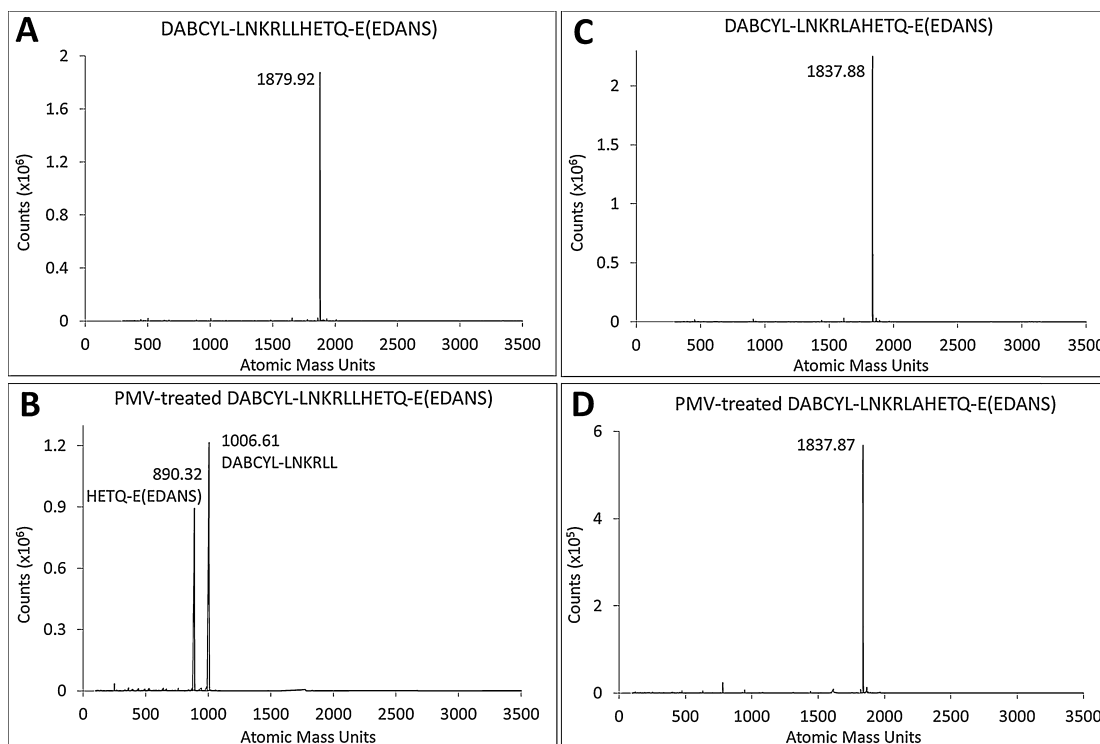 A
DABCYL-LNKRLLHETQ-E(EDANS)
2
1.6
1.2
0.8
0.4
0
Counts (x10⁶)
1879.92
0 500 1000 1500 2000 2500 3000 3500
Atomic Mass Units
C
DABCYL-LNKRLAHETQ-E(EDANS)
2
1.5
1
0.5
0
Counts (x10⁶)
1837.88
0 500 1000 1500 2000 2500 3000 3500
Atomic Mass Units
B
PMV-treated DABCYL-LNKRLLHETQ-E(EDANS)
1.2
0.9
0.6
0.3
0
Counts (x10⁶)
1006.61
DABCYL-LNKRLL
890.32
HETQ-E(EDANS)
0 500 1000 1500 2000 2500 3000 3500
Atomic Mass Units
D
PMV-treated DABCYL-LNKRLAHETQ-E(EDANS)
6
4
2
0
Counts (x10⁵)
1837.87
0 500 1000 1500 2000 2500 3000 3500
Atomic Mass Units